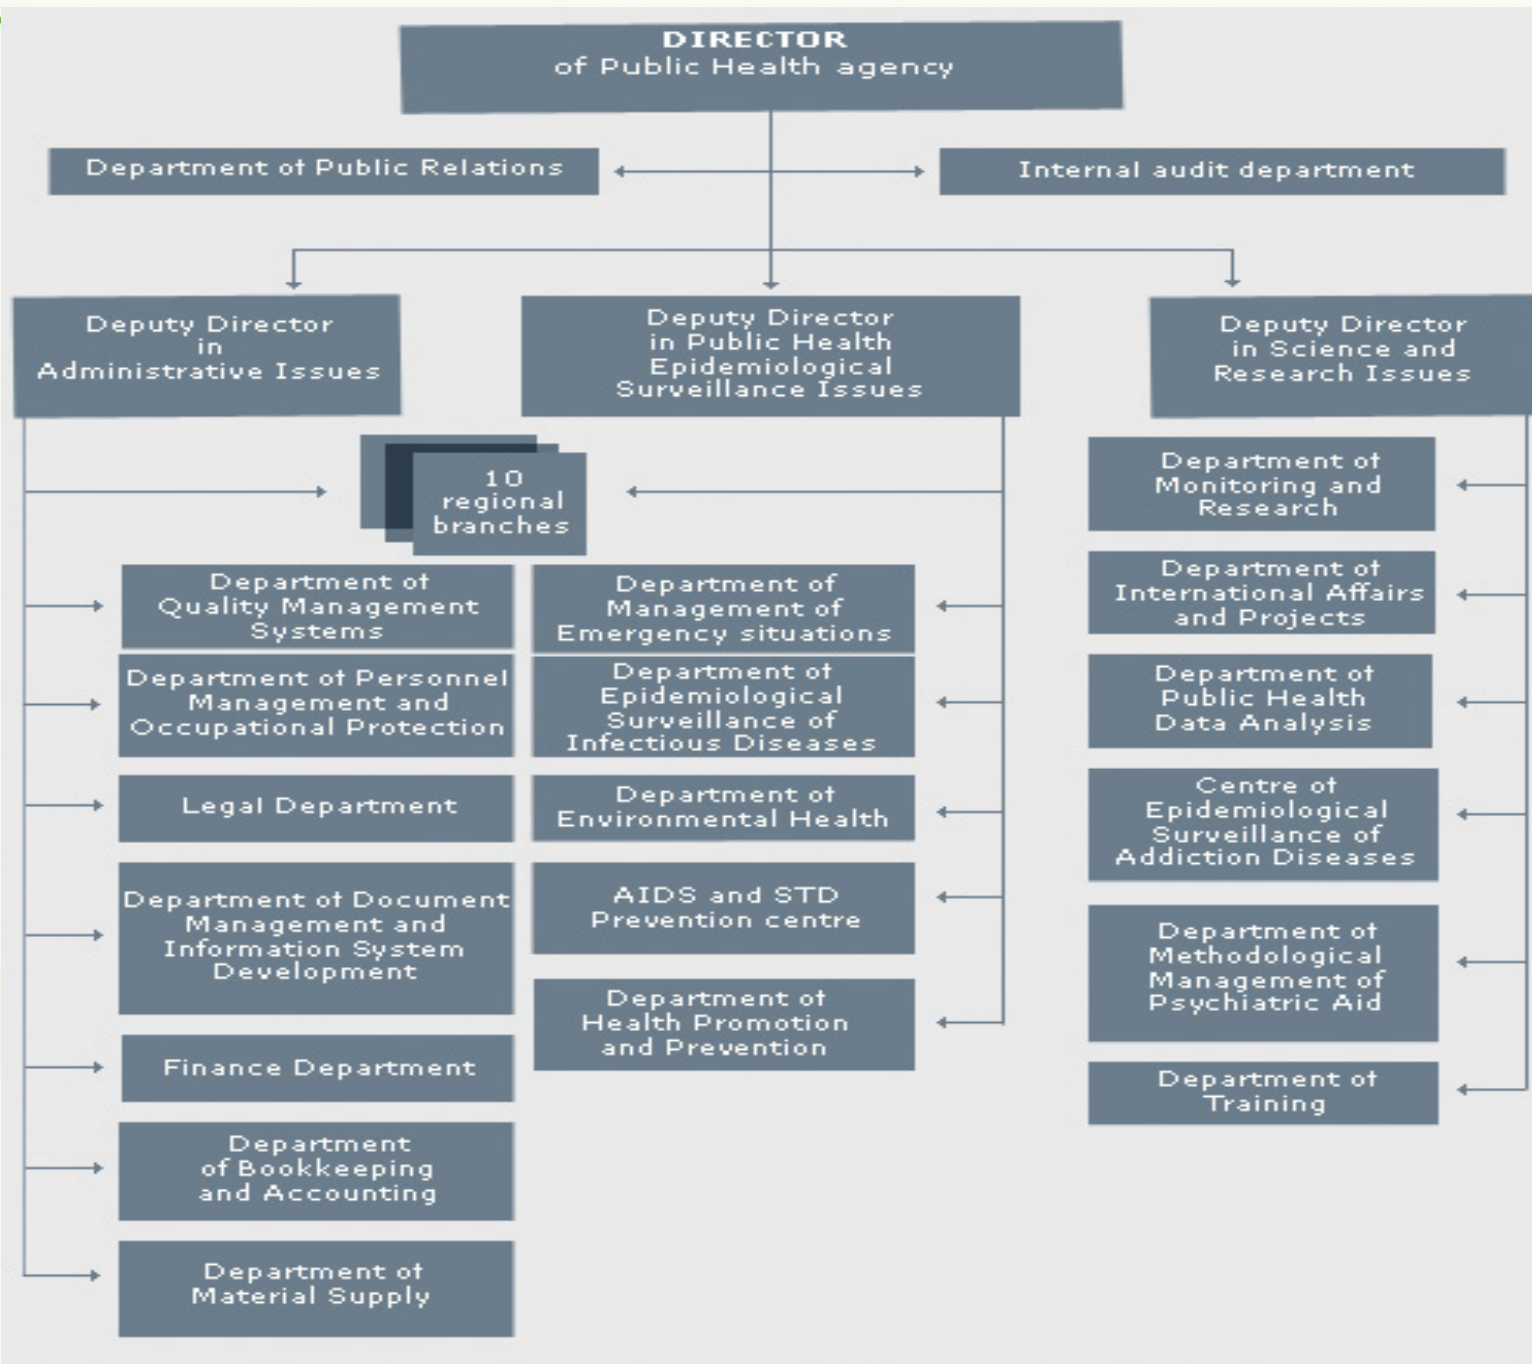 DIRECTOR
of Public Health agency
Department of Public Relations
Internal audit department
Deputy Director
in
Administrative Issues
Deputy Director
in Public Health
Epidemiological
Surveillance Issues
Deputy Director
in Science and
Research Issues
10
regional
branches
Department of
Quality Management
Systems
Department of Personnel
Management and
Occupational Protection
Legal Department
Department of Document
Management and
Information System
Development
Finance Department
Department
of Bookkeeping
and Accounting
Department of
Material Supply
Department of
Management of
Emergency situations
Department of
Epidemiological
Surveillance of
Infectious Diseases
Department of
Environmental Health
AIDS and STD
Prevention centre
Department of
Health Promotion
and Prevention
Department of
Monitoring and
Research
Department of
International Affairs
and Projects
Department of
Public Health
Data Analysis
Centre of
Epidemiological
Surveillance of
Addiction Diseases
Department of
Methodological
Management of
Psychiatric Aid
Department of
Training